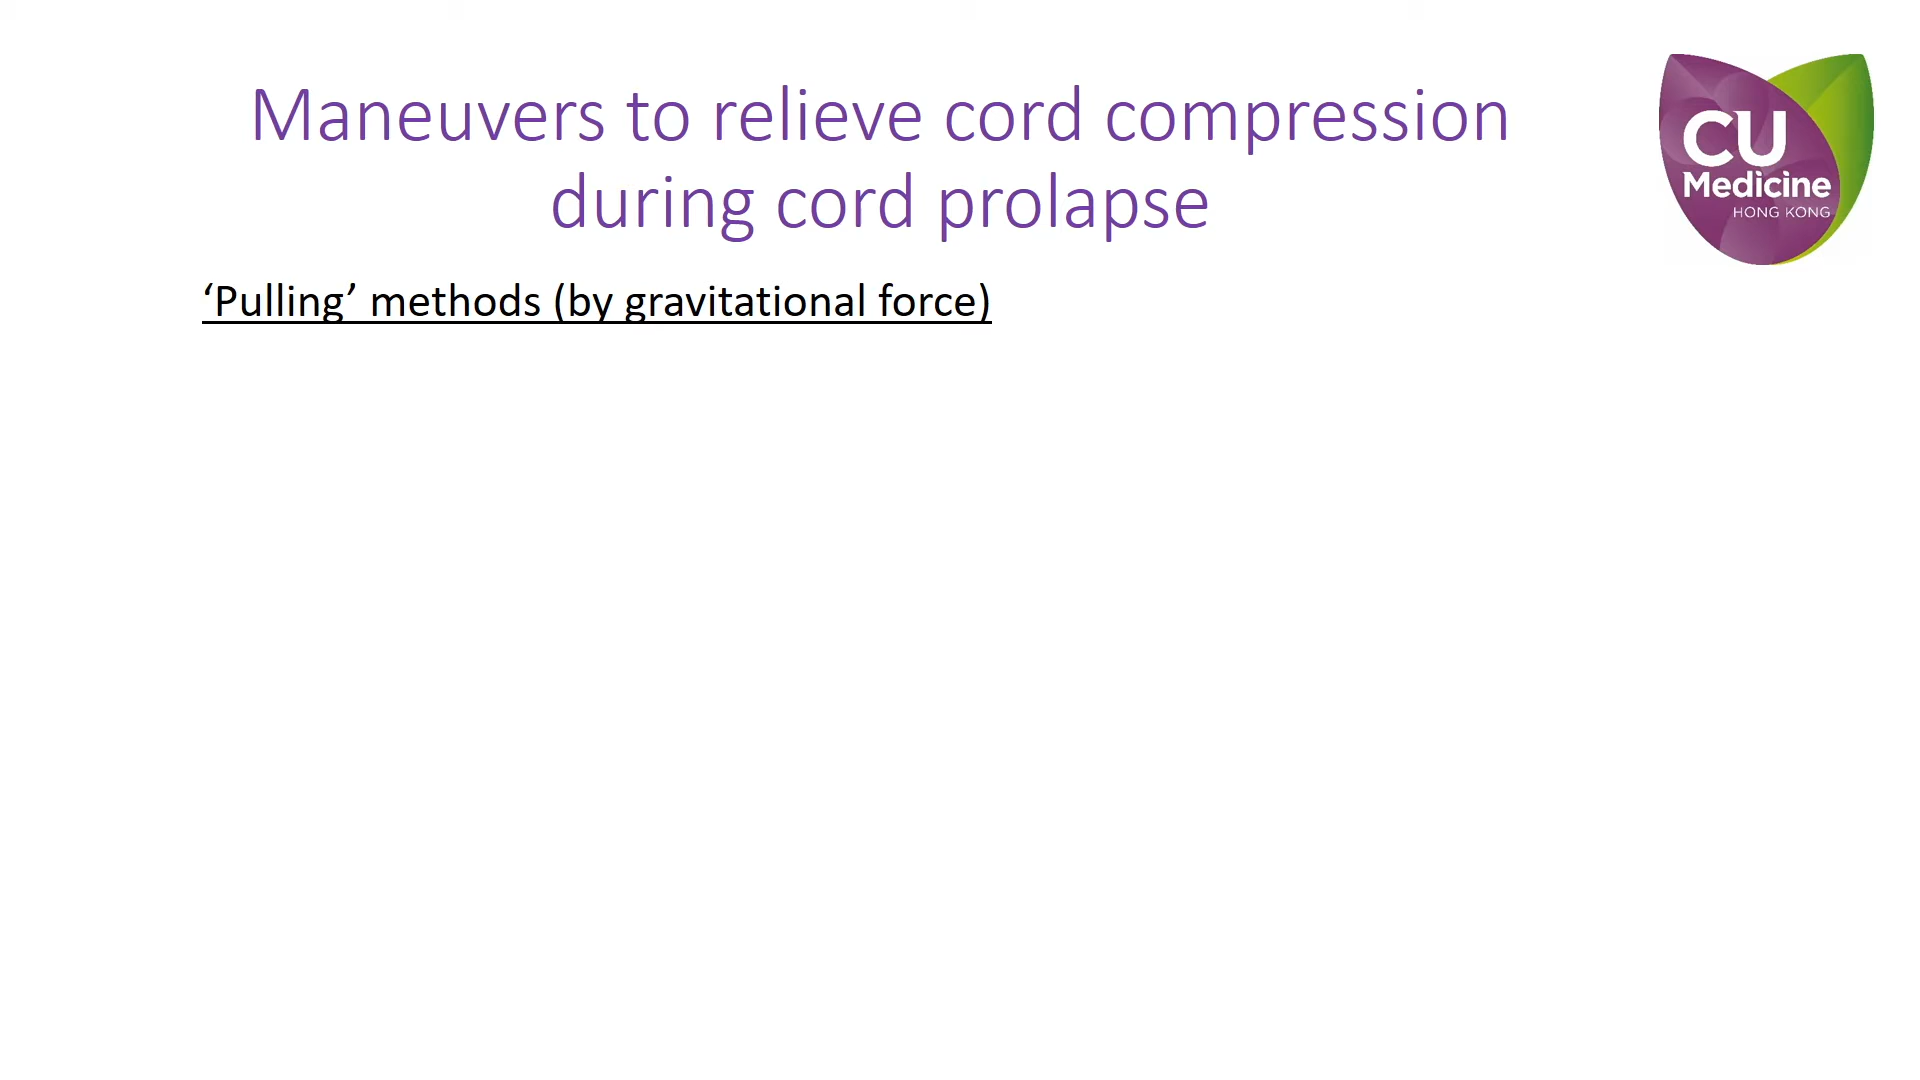 Maneuvers to relieve cord compression
during cord prolapse
CU
Medicine
HONG KONG
‘Pulling’ methods (by gravitational force)